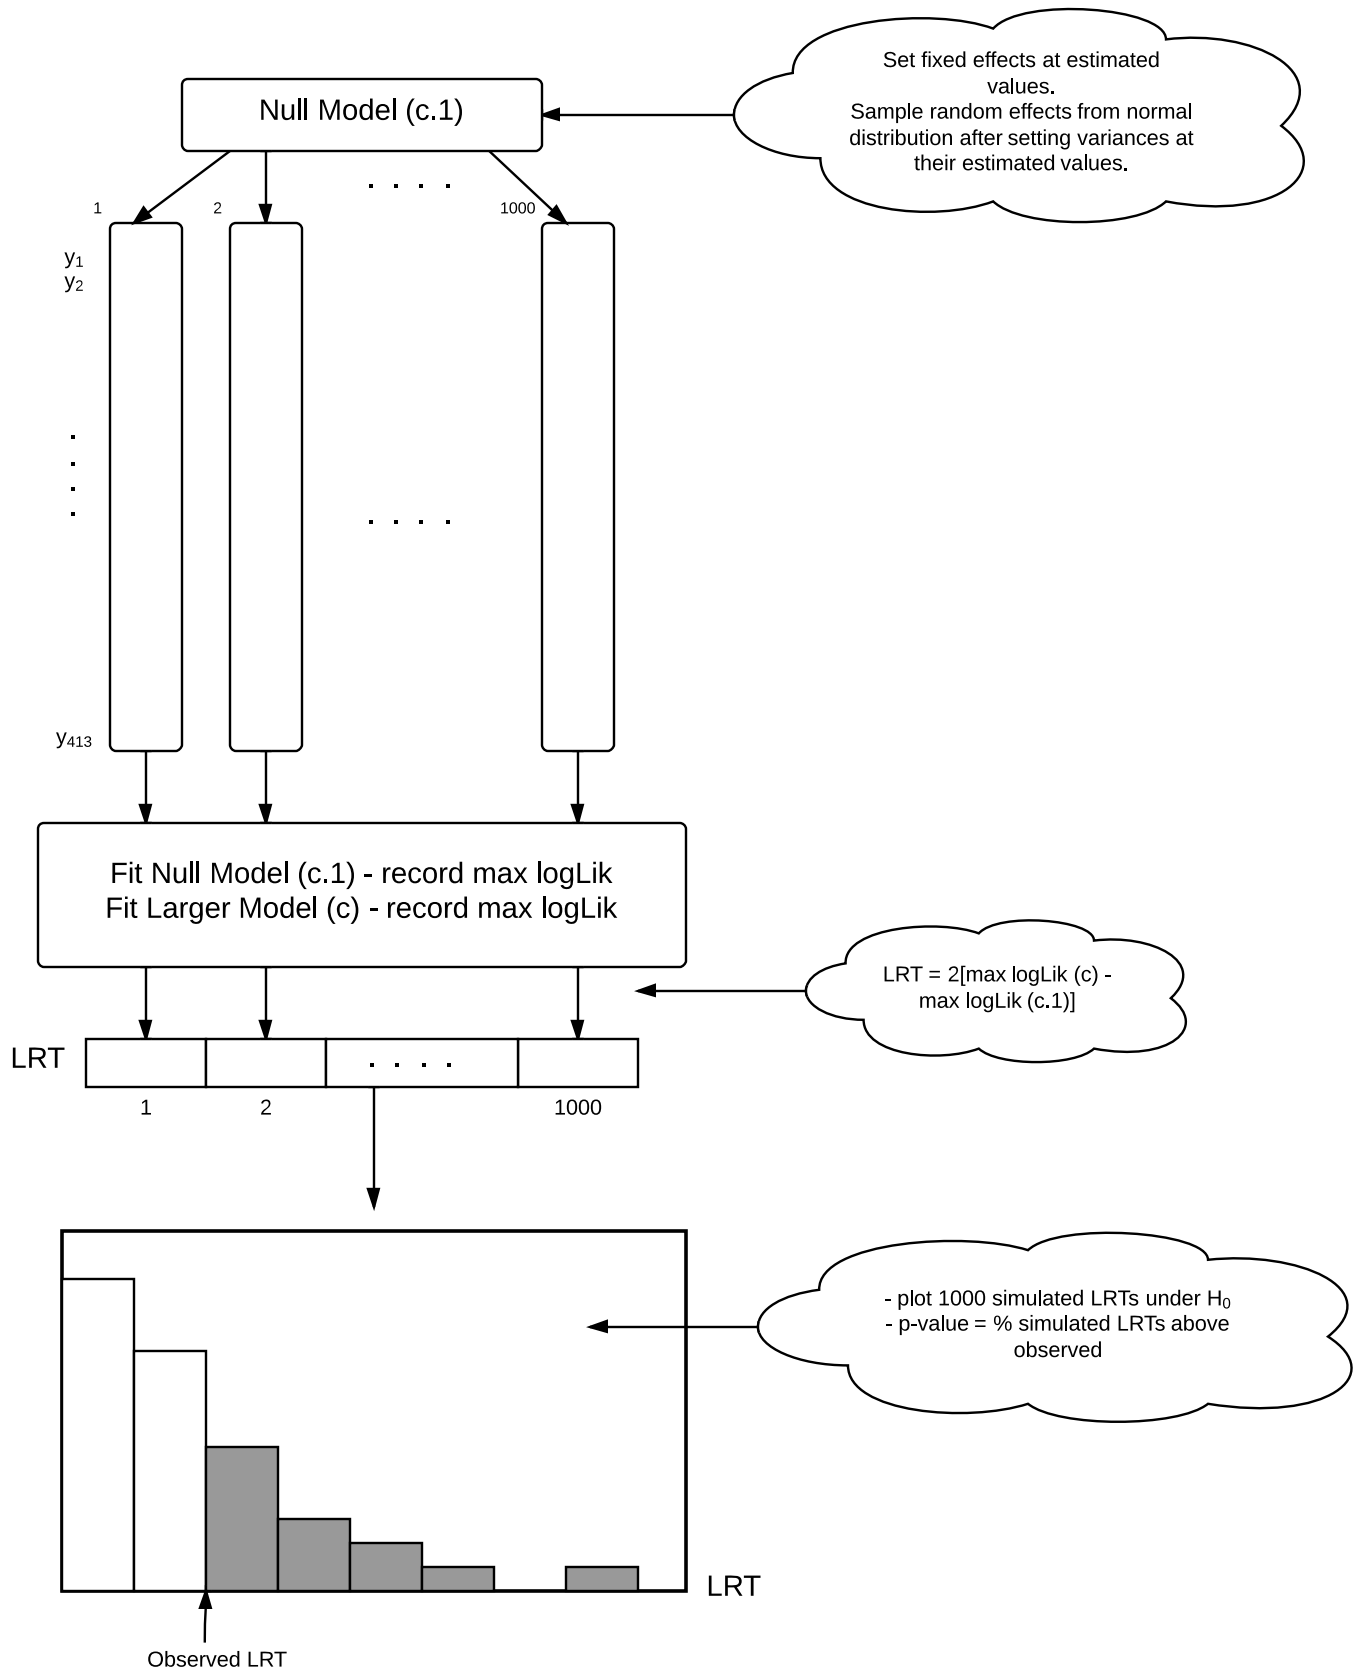 Set fixed effects at estimated
values.
Sample random effects from normal
distribution after setting variances at
their estimated values.
Null Model (c.1)
. . . .
1
2
1000
y₁
y₂
.
.
.
.
. . . .
y₄₁₃
Fit Null Model (c.1) - record max logLik
Fit Larger Model (c) - record max logLik
LRT = 2[max logLik (c) -
max logLik (c.1)]
LRT
. . . .
1
2
1000
- plot 1000 simulated LRTs under H₀
- p-value = % simulated LRTs above
observed
LRT
Observed LRT